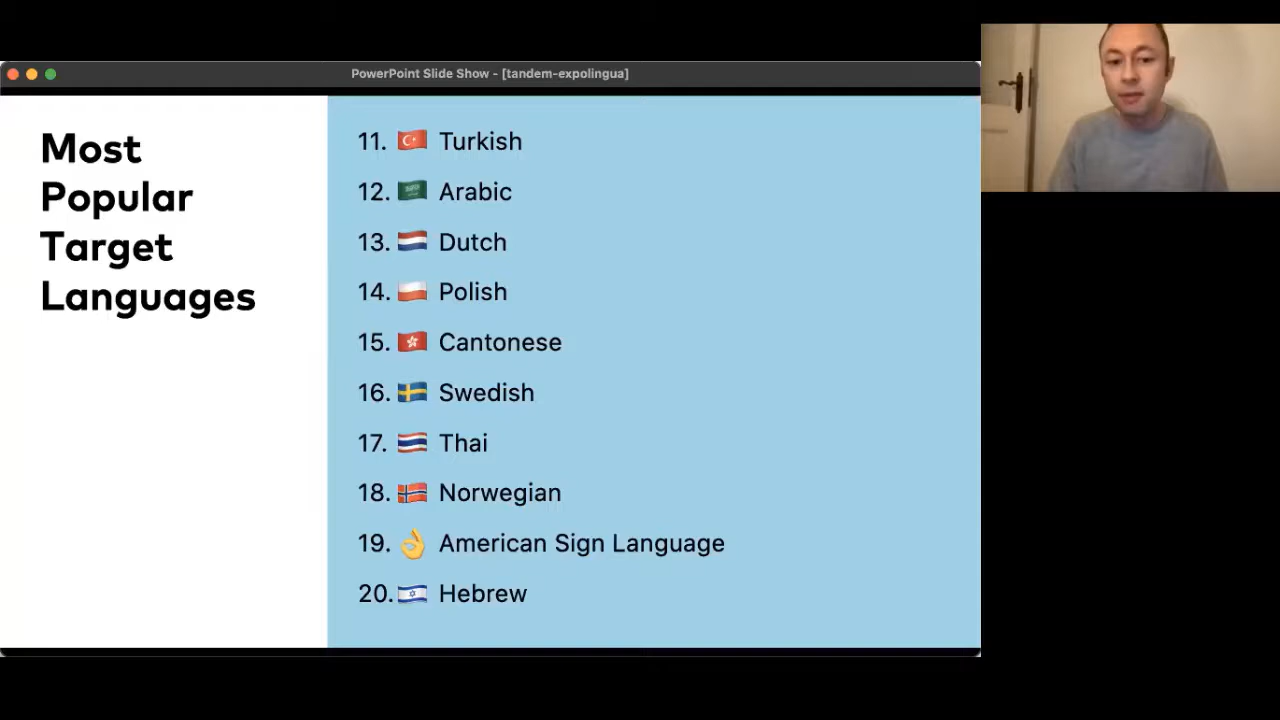 PowerPoint Slide Show - [tandem-expolingua]
Most
Popular
Target
Languages
11. Turkish
12. Arabic
13. Dutch
14. Polish
15. Cantonese
16. Swedish
17. Thai
18. Norwegian
19. American Sign Language
20. Hebrew